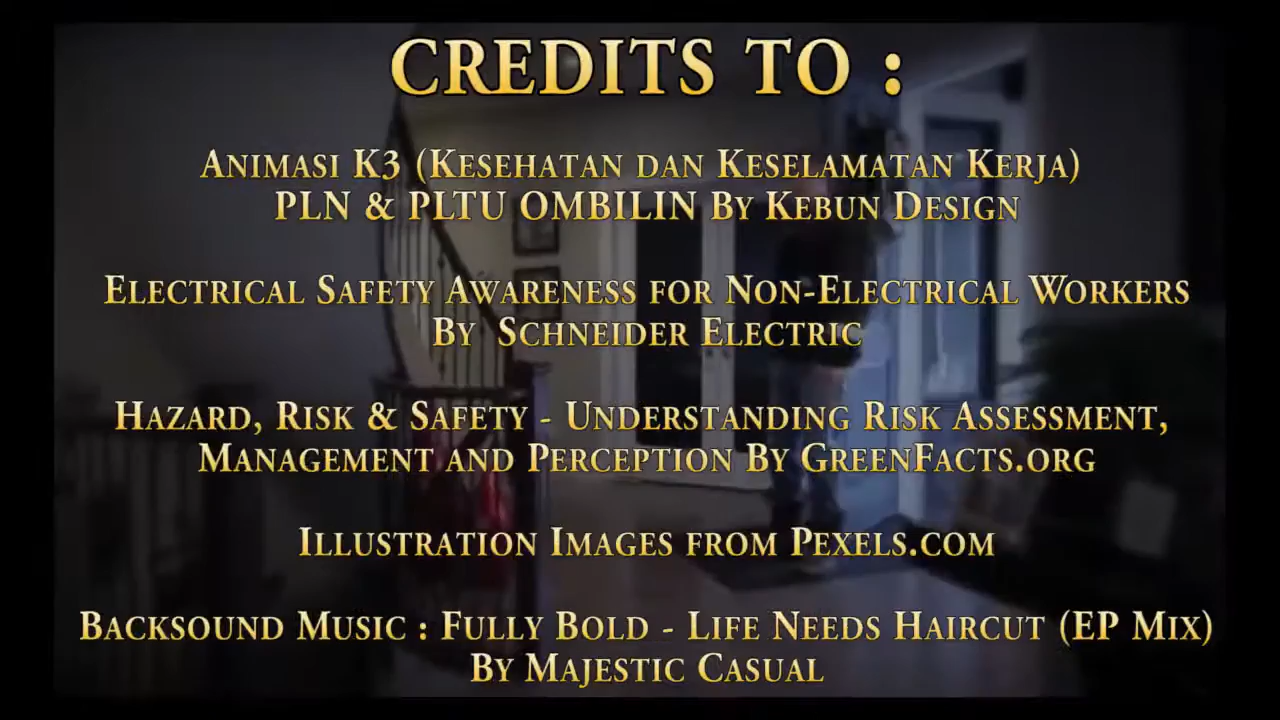 CREDITS TO :
ANIMASI K3 (KESEHATAN DAN KESELAMATAN KERJA)
PLN & PLTU OMBILIN BY KEBUN DESIGN
ELECTRICAL SAFETY AWARENESS FOR NON-ELECTRICAL WORKERS
BY SCHNEIDER ELECTRIC
HAZARD, RISK & SAFETY - UNDERSTANDING RISK ASSESSMENT,
MANAGEMENT AND PERCEPTION BY GREENFACTS.ORG
ILLUSTRATION IMAGES FROM PEXELS.COM
BACKSOUND MUSIC : FULLY BOLD - LIFE NEEDS HAIRCUT (EP MIX)
BY MAJESTIC CASUAL